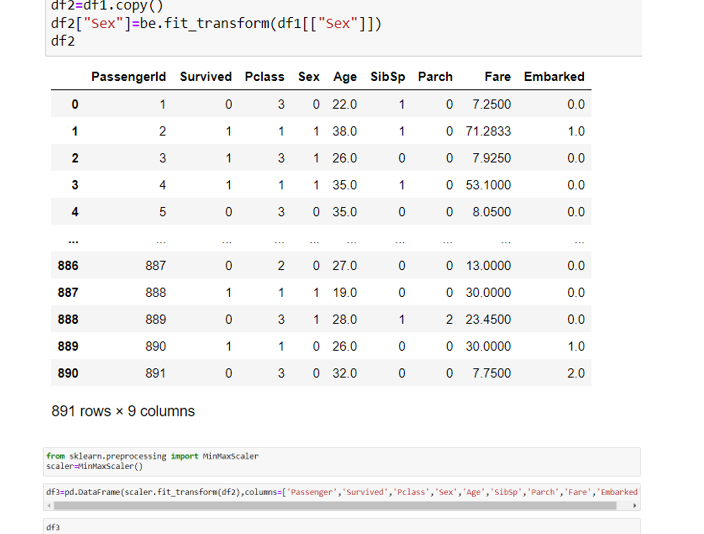 df2=df1.copy()
df2["Sex"]=be.fit_transform(df1[["Sex"]])
df2
PassengerId Survived Pclass Sex Age SibSp Parch Fare Embarked
0 1 0 3 0 22.0 1 0 7.2500 0.0
1 2 1 1 1 38.0 1 0 71.2833 1.0
2 3 1 3 1 26.0 0 0 7.9250 0.0
3 4 1 1 1 35.0 1 0 53.1000 0.0
4 5 0 3 0 35.0 0 0 8.0500 0.0
... ... ... ... ... ... ... ... ... ...
886 887 0 2 0 27.0 0 0 13.0000 0.0
887 888 1 1 1 19.0 0 0 30.0000 0.0
888 889 0 3 1 28.0 1 2 23.4500 0.0
889 890 1 1 0 26.0 0 0 30.0000 1.0
890 891 0 3 0 32.0 0 0 7.7500 2.0
891 rows × 9 columns
from sklearn.preprocessing import MinMaxScaler
scaler=MinMaxScaler()
df3=pd.DataFrame(scaler.fit_transform(df2),columns=['Passenger','Survived','Pclass','Sex','Age','SibSp','Parch','Fare','Embarked
df3